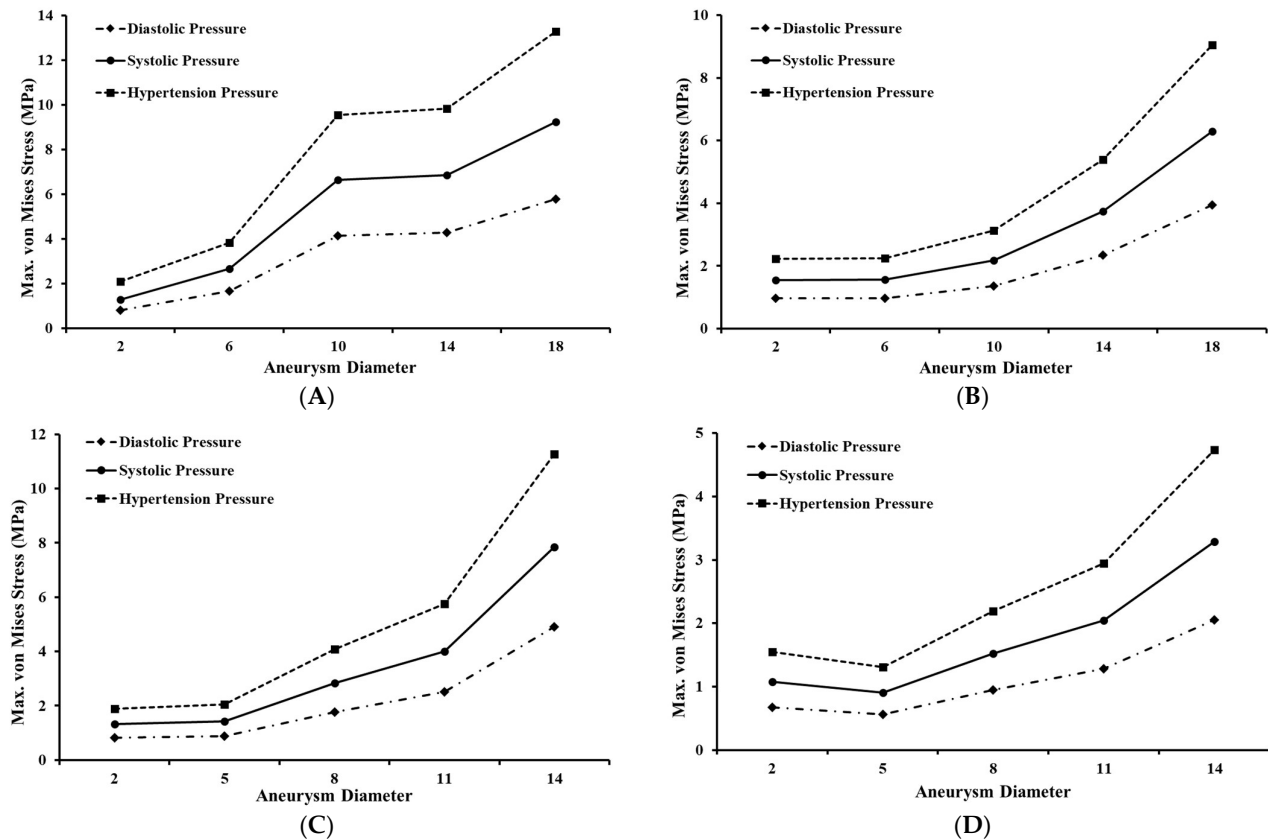 14
12
10
8
6
4
2
0
Max. von Mises Stress (MPa)
Diastolic Pressure
Systolic Pressure
Hypertension Pressure
2 6 10 14 18
Aneurysm Diameter
(A)
10
8
6
4
2
0
Max. von Mises Stress (MPa)
Diastolic Pressure
Systolic Pressure
Hypertension Pressure
2 6 10 14 18
Aneurysm Diameter
(B)
12
10
8
6
4
2
0
Max. von Mises Stress (MPa)
Diastolic Pressure
Systolic Pressure
Hypertension Pressure
2 5 8 11 14
Aneurysm Diameter
(C)
5
4
3
2
1
0
Max. von Mises Stress (MPa)
Diastolic Pressure
Systolic Pressure
Hypertension Pressure
2 5 8 11 14
Aneurysm Diameter
(D)